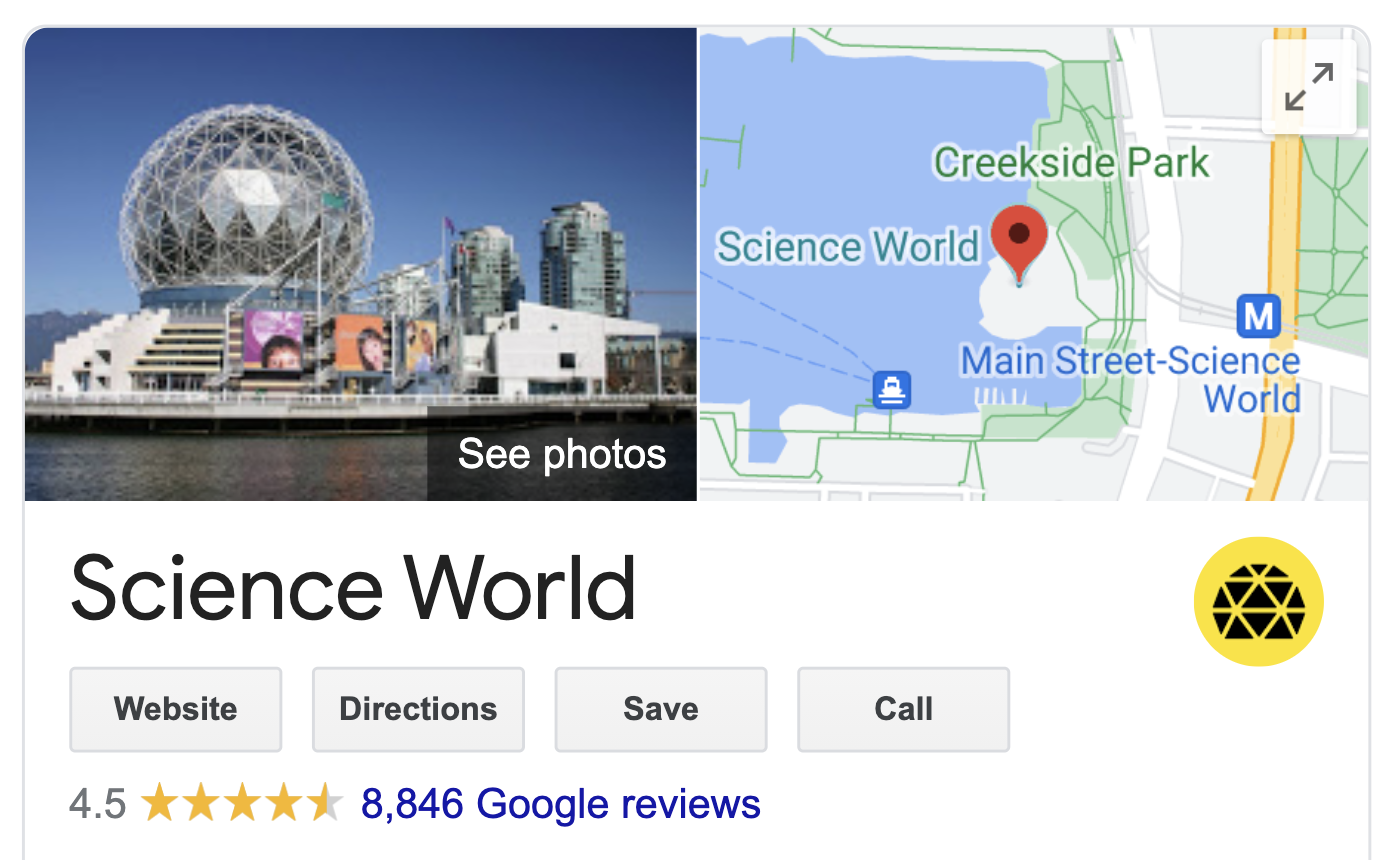 See photos
Creekside Park
Science World
M
Main Street-Science
World
Science World
Website
Directions
Save
Call
4.5 8,846 Google reviews